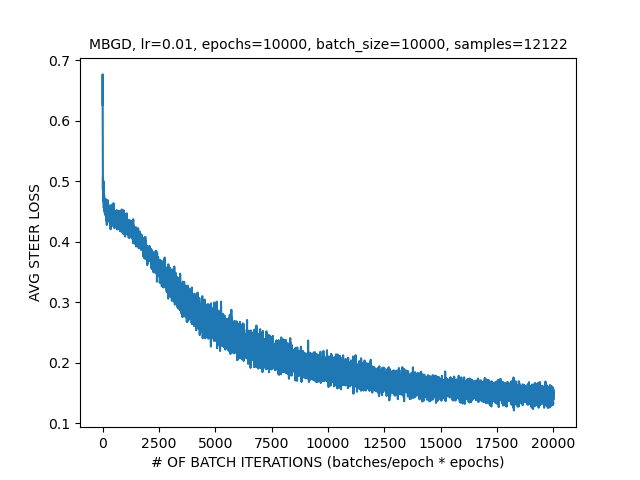 MBGD, lr=0.01, epochs=10000, batch_size=10000, samples=12122
0.7
0.6
0.5
0.4
0.3
0.2
0.1
AVG STEER LOSS
0 2500 5000 7500 10000 12500 15000 17500 20000
# OF BATCH ITERATIONS (batches/epoch * epochs)